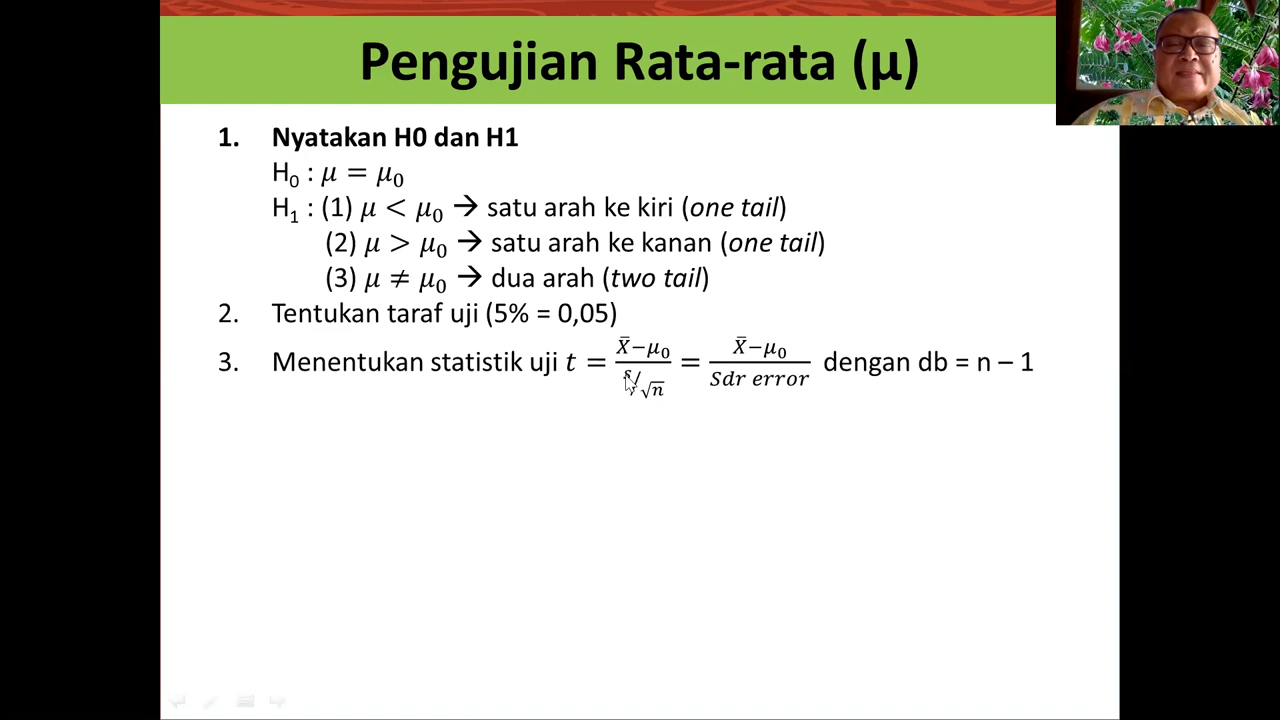 Pengujian Rata-rata (µ)
1. Nyatakan H0 dan H1
H₀ : 𝜇 = 𝜇₀
H₁ : (1) 𝜇 < 𝜇₀ → satu arah ke kiri (one tail)
(2) 𝜇 > 𝜇₀ → satu arah ke kanan (one tail)
(3) 𝜇 ≠ 𝜇₀ → dua arah (two tail)
2. Tentukan taraf uji (5% = 0,05)
3. Menentukan statistik uji 𝑡 = (X̄−𝜇₀)/(s/√n) = (X̄−𝜇₀)/(Sdr error) dengan db = n – 1